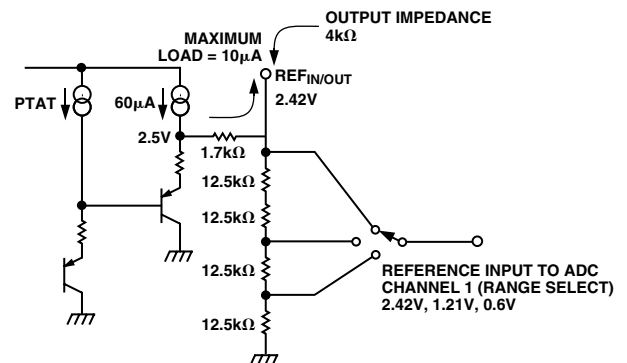 OUTPUT IMPEDANCE
4kΩ
MAXIMUM
LOAD = 10μA
REFIN/OUT
2.42V
PTAT
60μA
2.5V
1.7kΩ
12.5kΩ
12.5kΩ
12.5kΩ
12.5kΩ
REFERENCE INPUT TO ADC
CHANNEL 1 (RANGE SELECT)
2.42V, 1.21V, 0.6V